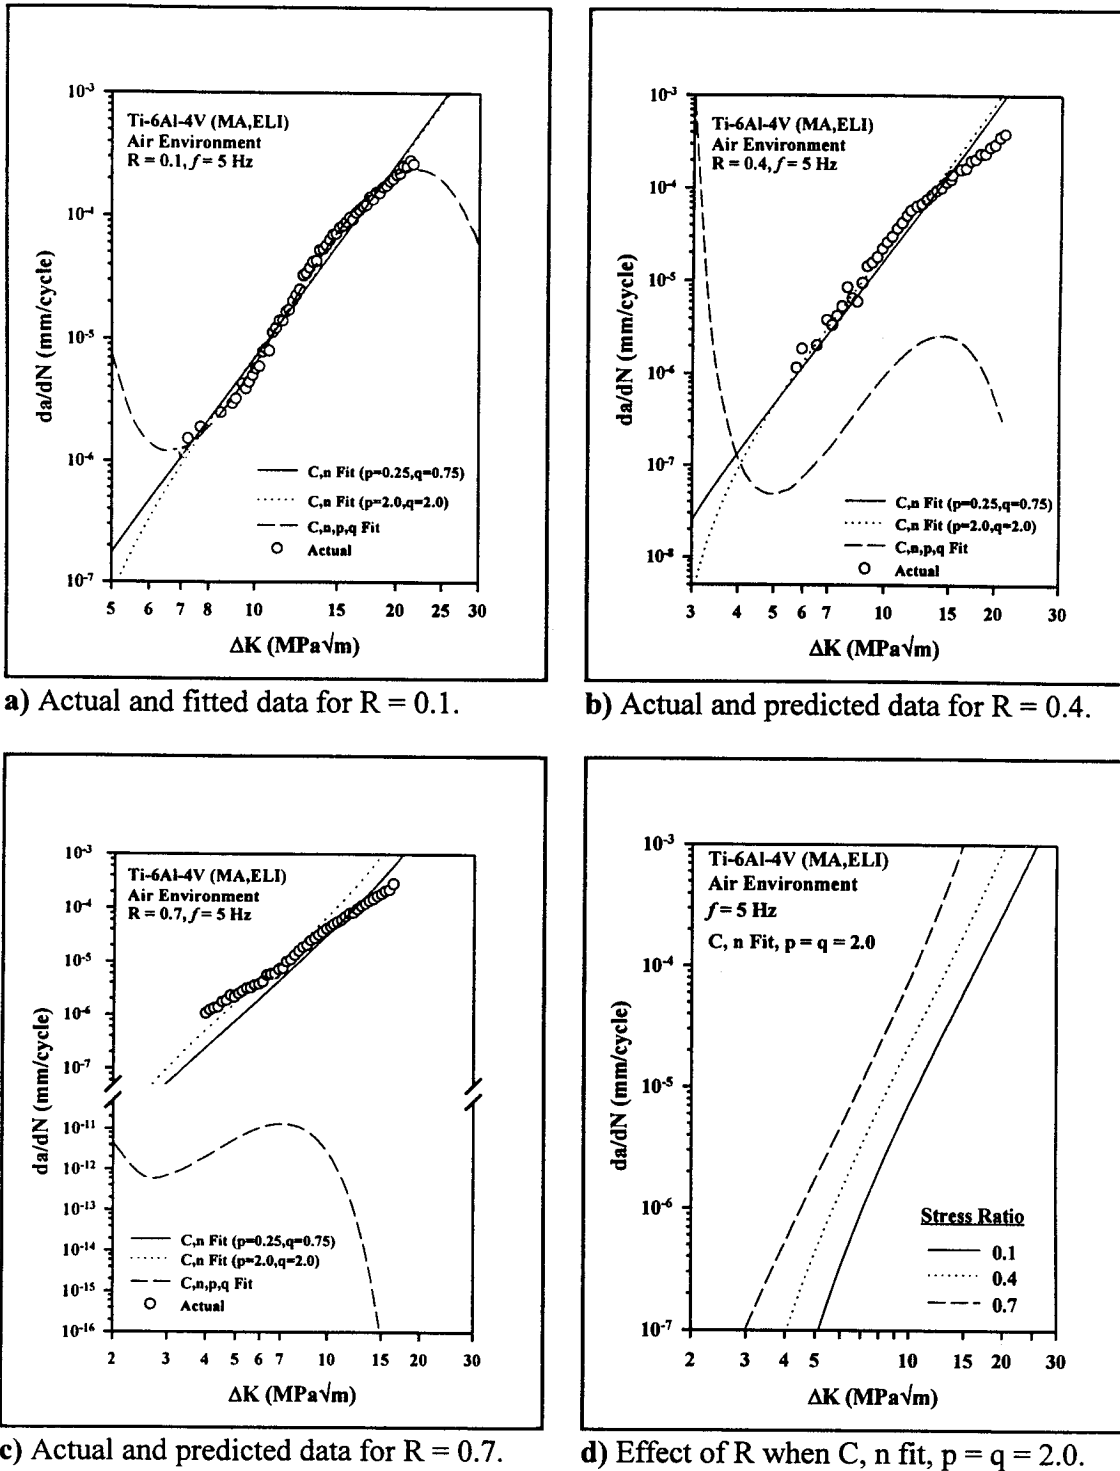 10-3
10-4
10-5
10-6
10-7
da/dN (mm/cycle)
Ti-6Al-4V (MA,ELI)
Air Environment
R = 0.1, f = 5 Hz
C,n Fit (p=0.25,q=0.75)
C,n Fit (p=2.0,q=2.0)
C,n,p,q Fit
Actual
5 6 7 8 10 15 20 25 30
ΔK (MPa√m)
a) Actual and fitted data for R = 0.1.
10-3
10-4
10-5
10-6
10-7
10-8
da/dN (mm/cycle)
Ti-6Al-4V (MA,ELI)
Air Environment
R = 0.4, f = 5 Hz
C,n Fit (p=0.25,q=0.75)
C,n Fit (p=2.0,q=2.0)
C,n,p,q Fit
Actual
3 4 5 6 7 10 15 20 30
ΔK (MPa√m)
b) Actual and predicted data for R = 0.4.
10-3
10-4
10-5
10-6
10-7
10-11
10-12
10-13
10-14
10-15
10-16
da/dN (mm/cycle)
Ti-6Al-4V (MA,ELI)
Air Environment
R = 0.7, f = 5 Hz
C,n Fit (p=0.25,q=0.75)
C,n Fit (p=2.0,q=2.0)
C,n,p,q Fit
Actual
2 3 4 5 6 7 10 15 20 30
ΔK (MPa√m)
c) Actual and predicted data for R = 0.7.
10-3
10-4
10-5
10-6
10-7
da/dN (mm/cycle)
Ti-6Al-4V (MA,ELI)
Air Environment
f = 5 Hz
C, n Fit, p = q = 2.0
Stress Ratio
0.1
0.4
0.7
2 3 4 5 10 15 20 30
ΔK (MPa√m)
d) Effect of R when C, n fit, p = q = 2.0.